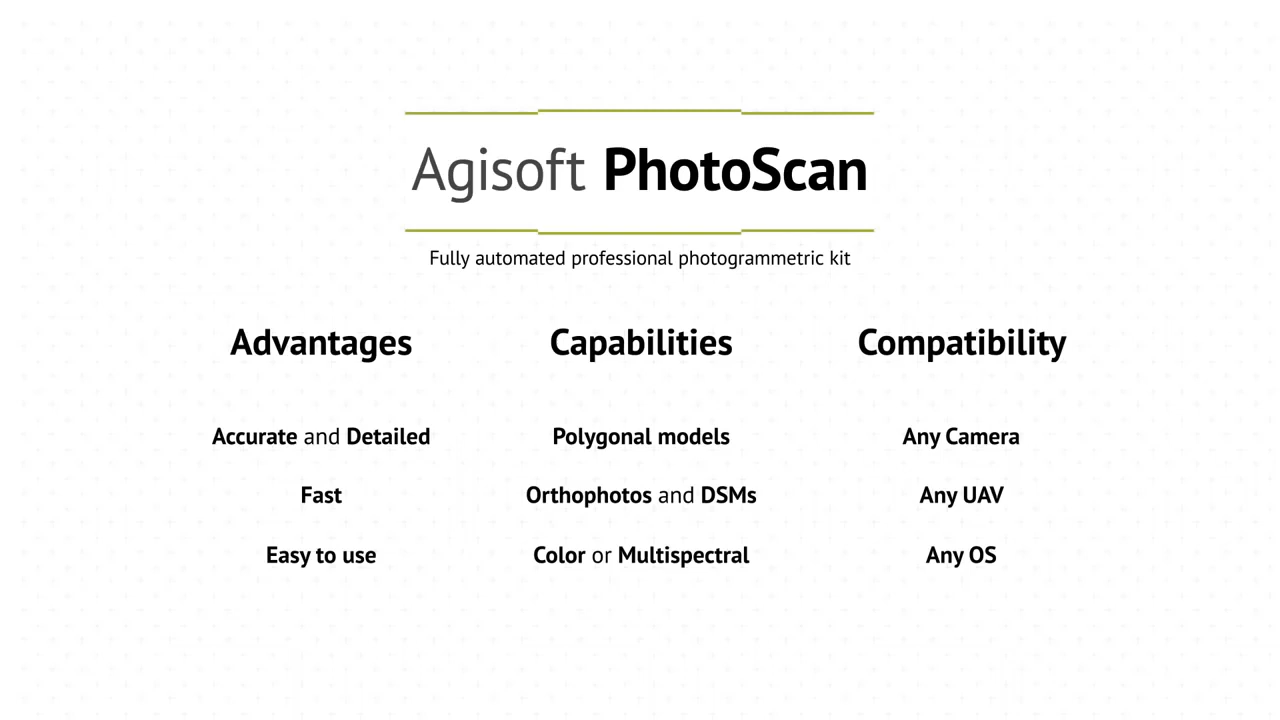 Agisoft PhotoScan
Fully automated professional photogrammetric kit
Advantages
Accurate and Detailed
Fast
Easy to use
Capabilities
Polygonal models
Orthophotos and DSMs
Color or Multispectral
Compatibility
Any Camera
Any UAV
Any OS